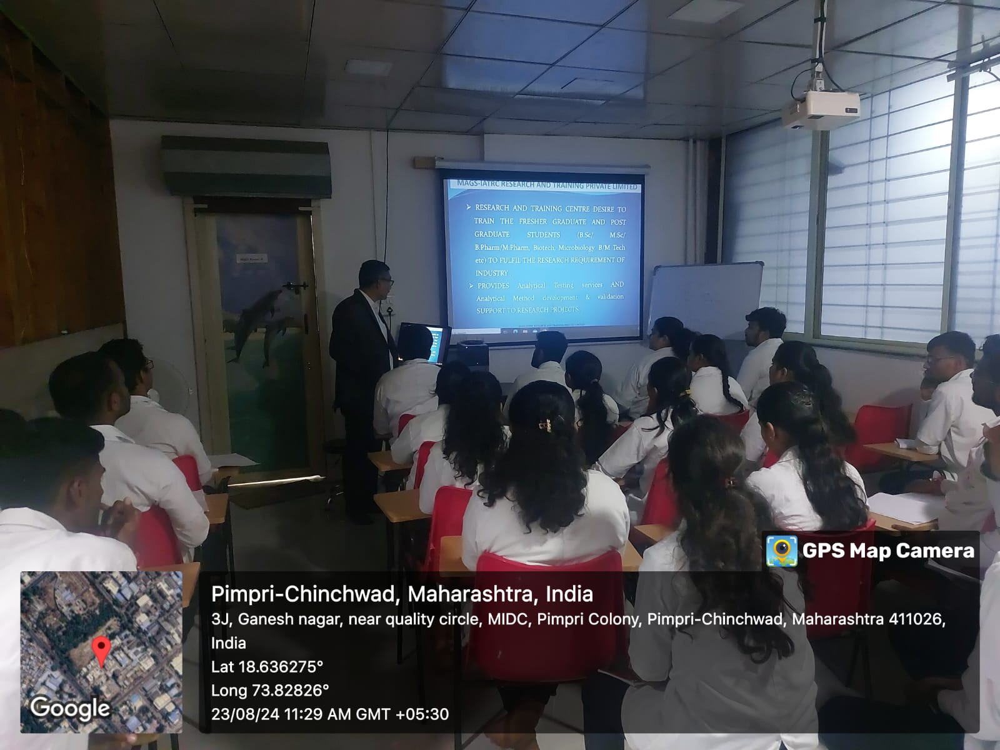 MAGS-IATRC RESEARCH AND TRAINING PRIVATE LIMITED
➢ RESEARCH AND TRAINING CENTRE DESIRE TO
TRAIN THE FRESHER GRADUATE AND POST
GRADUATE STUDENTS (B.Sc/ M.Sc/
B.Pharm/M.Pharm, Biotech, Microbiology, B/M Tech
etc) TO FULFIL THE RESEARCH REQUIREMENT OF
INDUSTRY
➢ PROVIDES Analytical Testing services AND
Analytical Method development & validation
SUPPORT TO RESEARCH PROJECTS.
GPS Map Camera
Pimpri-Chinchwad, Maharashtra, India
3J, Ganesh nagar, near quality circle, MIDC, Pimpri Colony, Pimpri-Chinchwad, Maharashtra 411026,
India
Lat 18.636275°
Long 73.82826°
23/08/24 11:29 AM GMT +05:30
Google